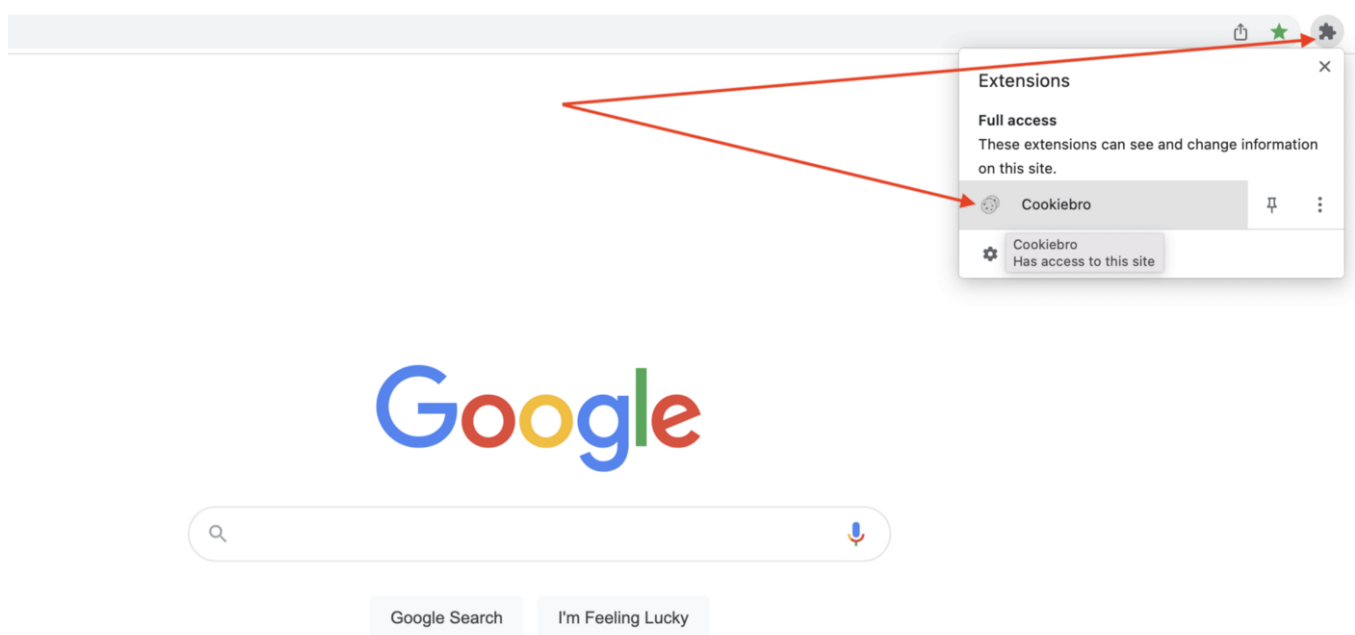 Extensions
Full access
These extensions can see and change information
on this site.
Cookiebro
Cookiebro
Has access to this site
Google
Google Search
I'm Feeling Lucky